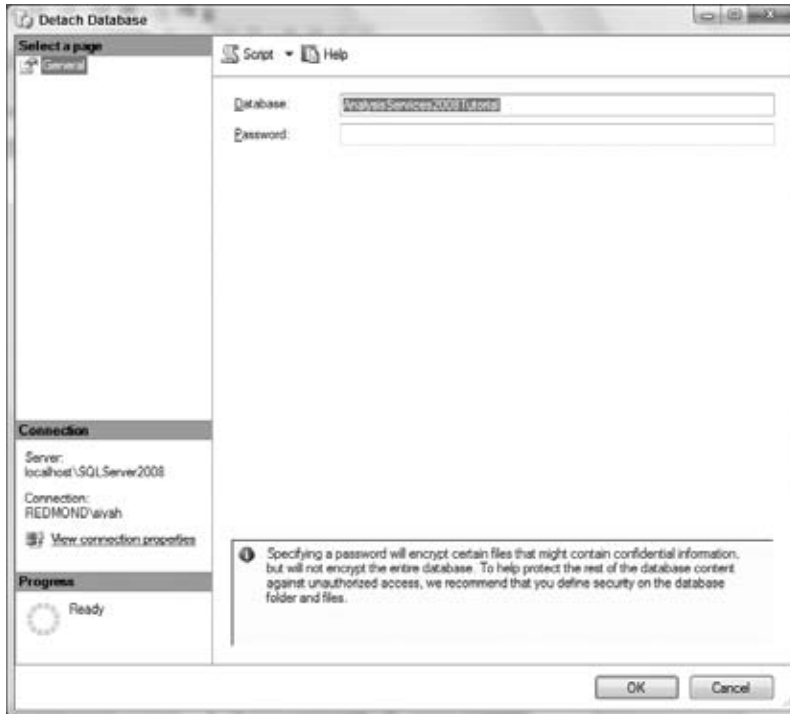 Detach Database
Select a page
General
Script
Help
Database:
AnalysisServices2008Tutorial
Password:
Connection
Server:
localhost\SQLServer2008
Connection:
REDMOND\sivah
View connection properties
Progress
Ready
Specifying a password will encrypt certain files that might contain confidential information,
but will not encrypt the entire database. To help protect the rest of the database content
against unauthorized access, we recommend that you define security on the database
folder and files.
OK
Cancel